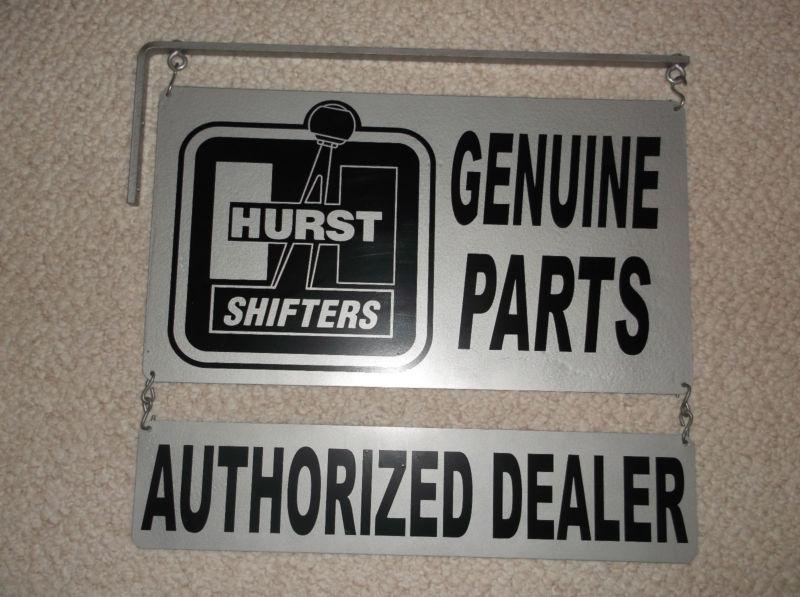 HURST
SHIFTERS
GENUINE
PARTS
AUTHORIZED DEALER